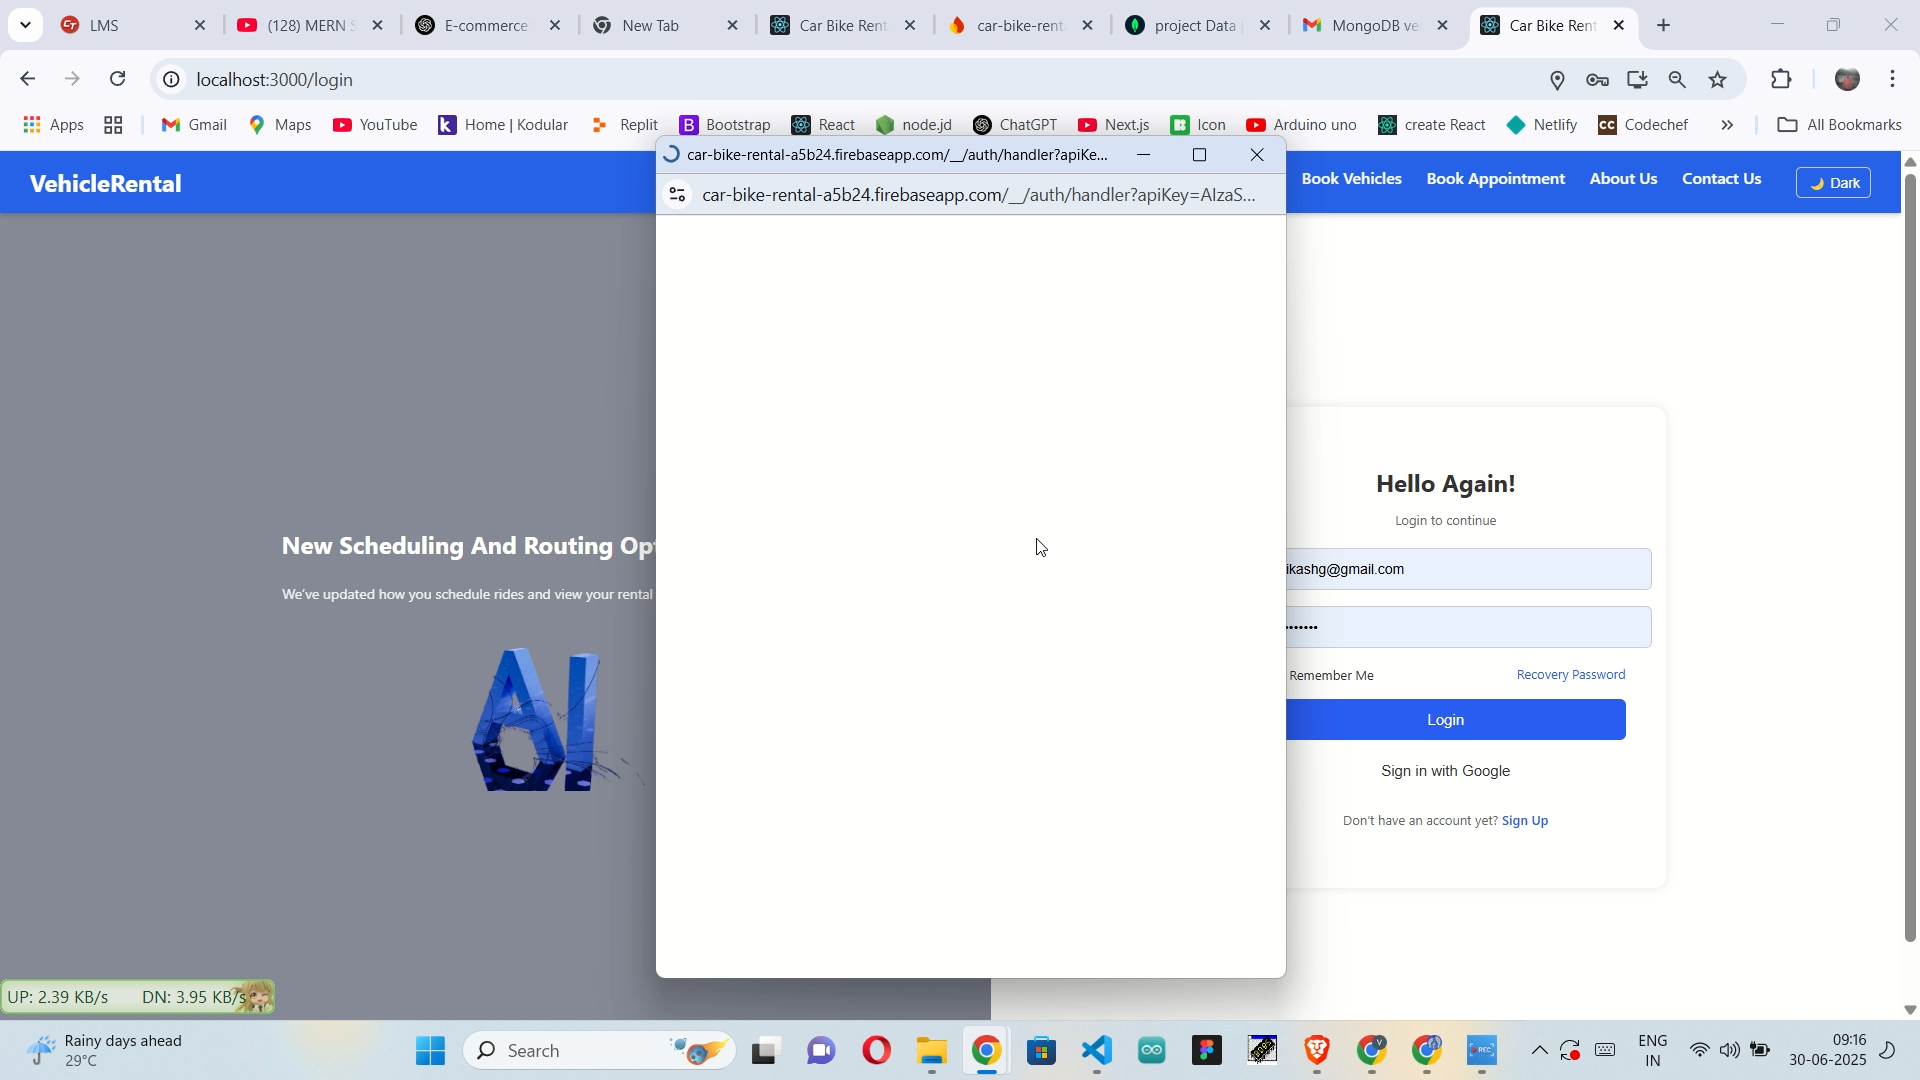 LMS
(128) MERN S
E-commerce
New Tab
Car Bike Rent
car-bike-renta
project Data |
MongoDB ve
Car Bike Rent
localhost:3000/login
Apps
Gmail
Maps
YouTube
Home | Kodular
Replit
Bootstrap
React
node.jd
ChatGPT
Next.js
Icon
Arduino uno
create React
Netlify
Codechef
All Bookmarks
VehicleRental
car-bike-rental-a5b24.firebaseapp.com/__/auth/handler?apiKe...
car-bike-rental-a5b24.firebaseapp.com/__/auth/handler?apiKey=AIzaS...
Book Vehicles
Book Appointment
About Us
Contact Us
Dark
New Scheduling And Routing Opt
We've updated how you schedule rides and view your rental
AI
Hello Again!
Login to continue
ikashg@gmail.com
Remember Me
Recovery Password
Login
Sign in with Google
Don't have an account yet? Sign Up
UP: 2.39 KB/s DN: 3.95 KB/s
Rainy days ahead
29°C
Search
REC
ENG
IN
09:16
30-06-2025